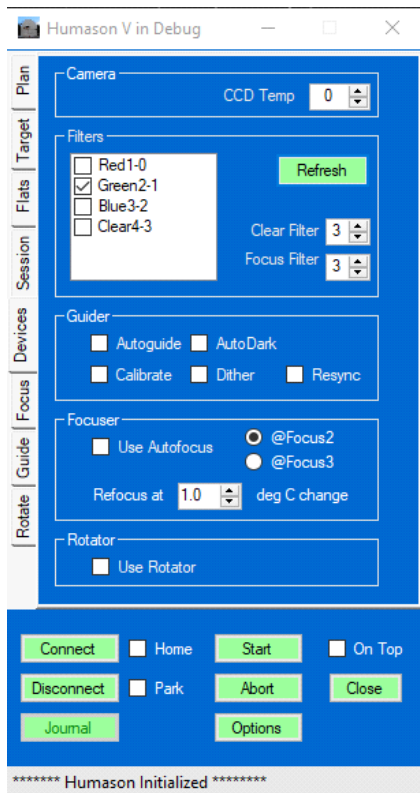 Humason V in Debug
Plan
Target
Flats
Session
Devices
Focus
Guide
Rotate
Camera
CCD Temp 0
Filters
Red1-0
Green2-1
Blue3-2
Clear4-3
Refresh
Clear Filter 3
Focus Filter 3
Guider
Autoguide AutoDark
Calibrate Dither Resync
Focuser
Use Autofocus
@Focus2
@Focus3
Refocus at 1.0 deg C change
Rotator
Use Rotator
Connect Home Start On Top
Disconnect Park Abort Close
Journal Options
******* Humason Initialized ********